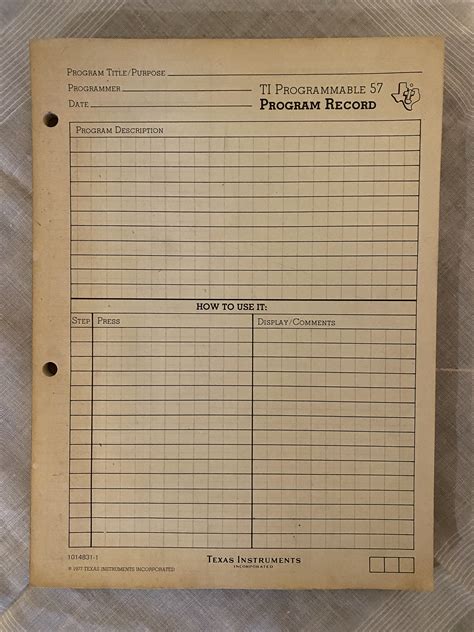 PROGRAM TITLE/PURPOSE
PROGRAMMER
TI PROGRAMMABLE 57
DATE
PROGRAM RECORD
PROGRAM DESCRIPTION
HOW TO USE IT:
STEP PRESS DISPLAY/COMMENTS
1014831-1
TEXAS INSTRUMENTS
INCORPORATED
© 1977 TEXAS INSTRUMENTS INCORPORATED